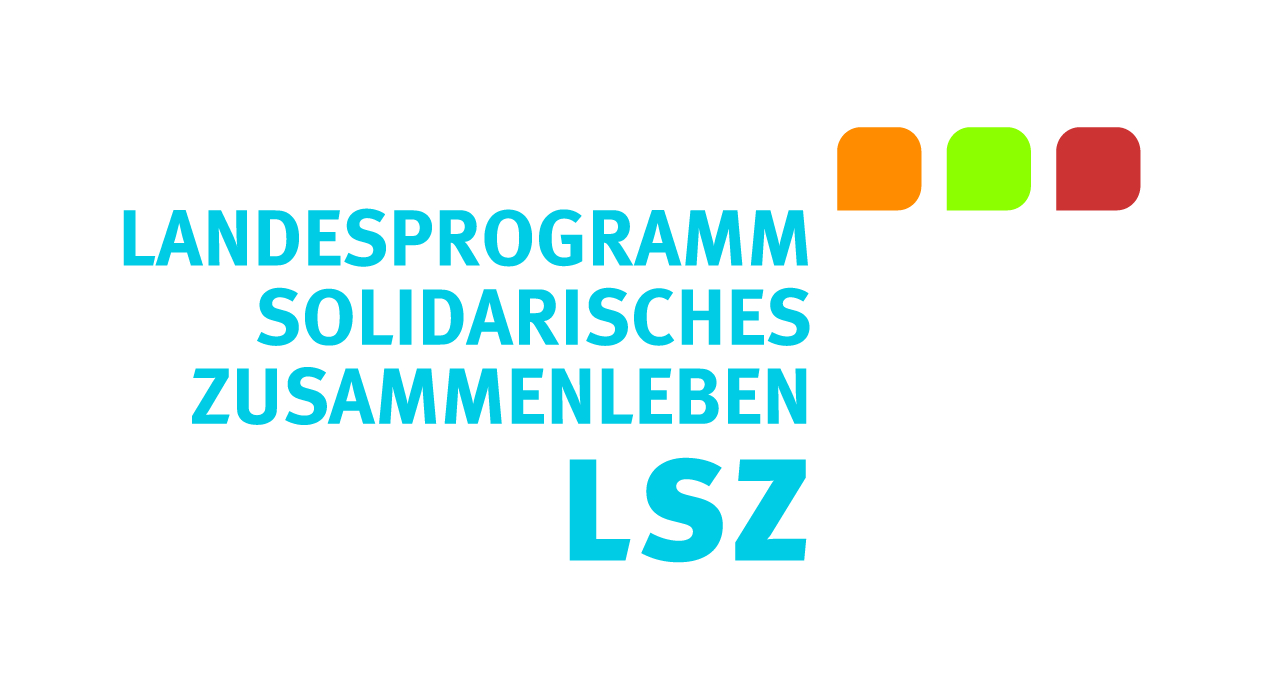 LANDESPROGRAMM
SOLIDARISCHES
ZUSAMMENLEBEN
LSZ